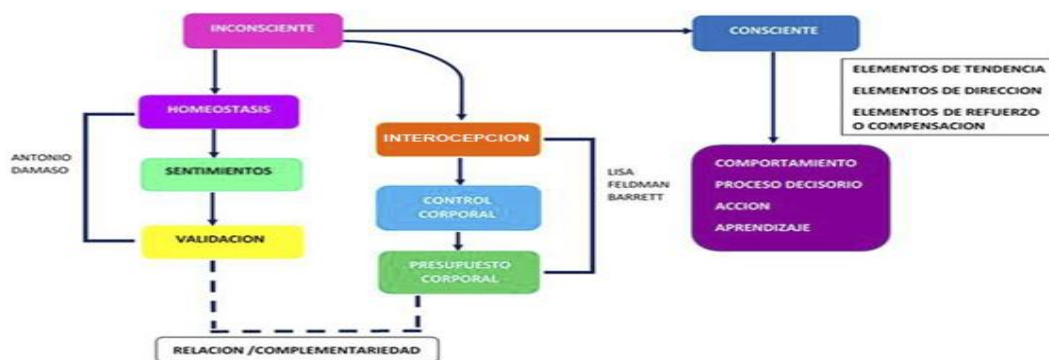 INCONSCIENTE
CONSCIENTE
ELEMENTOS DE TENDENCIA
ELEMENTOS DE DIRECCION
ELEMENTOS DE REFUERZO
O COMPENSACION
HOMEOSTASIS
INTEROCEPCION
ANTONIO
DAMASO
SENTIMIENTOS
LISA
FELDMAN
BARRETT
COMPORTAMIENTO
PROCESO DECISORIO
ACCION
APRENDIZAJE
CONTROL
CORPORAL
VALIDACION
PRESUPUESTO
CORPORAL
RELACION /COMPLEMENTARIEDAD